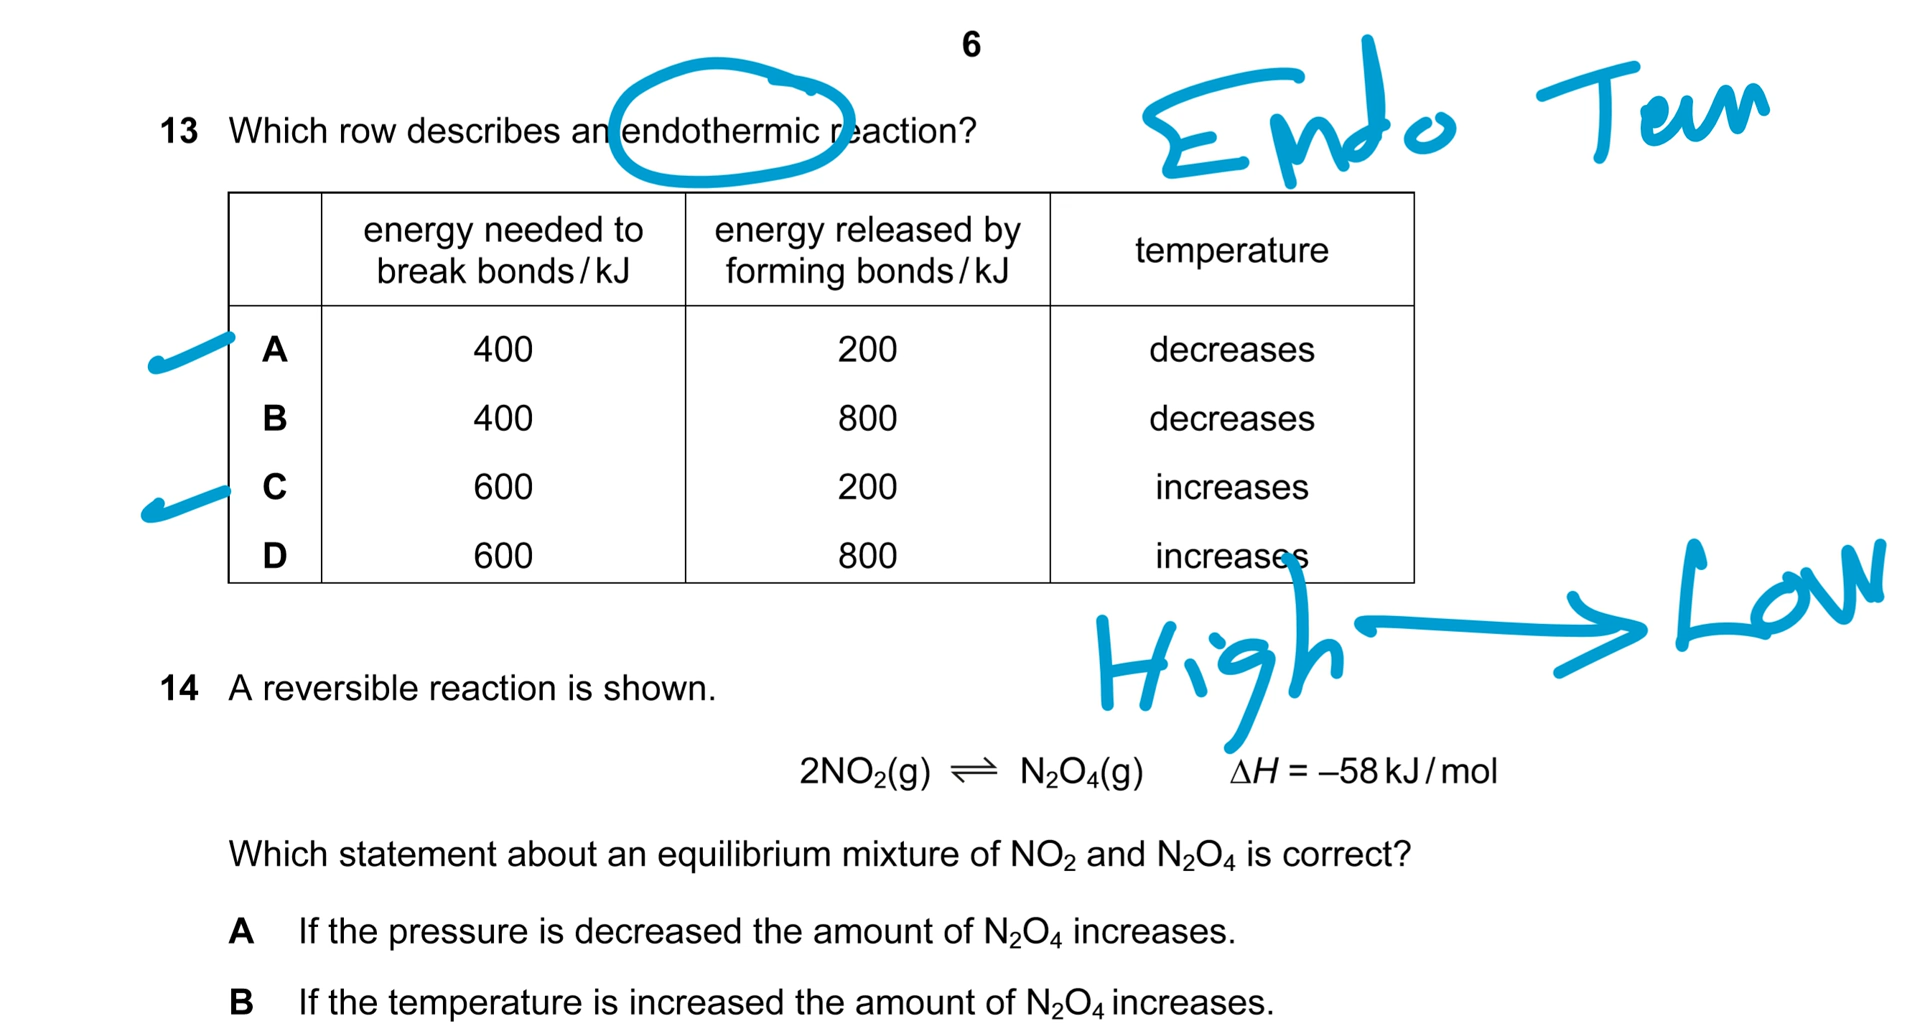 6
Endo Tem
13 Which row describes an endothermic reaction?
energy needed to break bonds / kJ energy released by forming bonds / kJ temperature
A 400 200 decreases
B 400 800 decreases
C 600 200 increases
D 600 800 increases
High → Low
14 A reversible reaction is shown.
2NO₂(g) ⇌ N₂O₄(g) ΔH = –58 kJ / mol
Which statement about an equilibrium mixture of NO₂ and N₂O₄ is correct?
A If the pressure is decreased the amount of N₂O₄ increases.
B If the temperature is increased the amount of N₂O₄ increases.